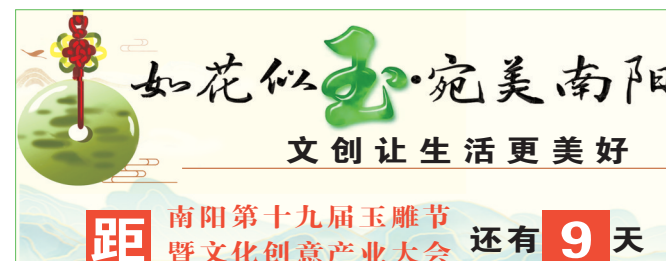 如花似玉·宛美南阳
文创让生活更美好
距
南阳第十九届玉雕节
暨文化创意产业大会
还有9天